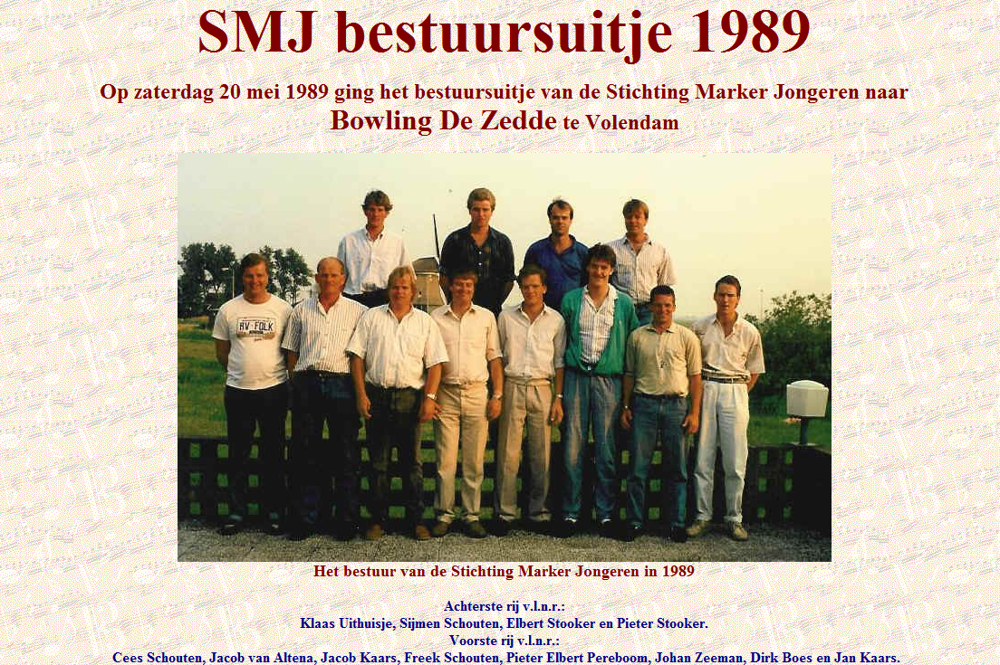 SMJ bestuursuitje 1989
Op zaterdag 20 mei 1989 ging het bestuursuitje van de Stichting Marker Jongeren naar
Bowling De Zedde te Volendam
RV FOLK
Het bestuur van de Stichting Marker Jongeren in 1989
Achterste rij v.l.n.r.:
Klaas Uithuisje, Sijmen Schouten, Elbert Stooker en Pieter Stooker.
Voorste rij v.l.n.r.:
Cees Schouten, Jacob van Altena, Jacob Kaars, Freek Schouten, Pieter Elbert Pereboom, Johan Zeeman, Dirk Boes en Jan Kaars.